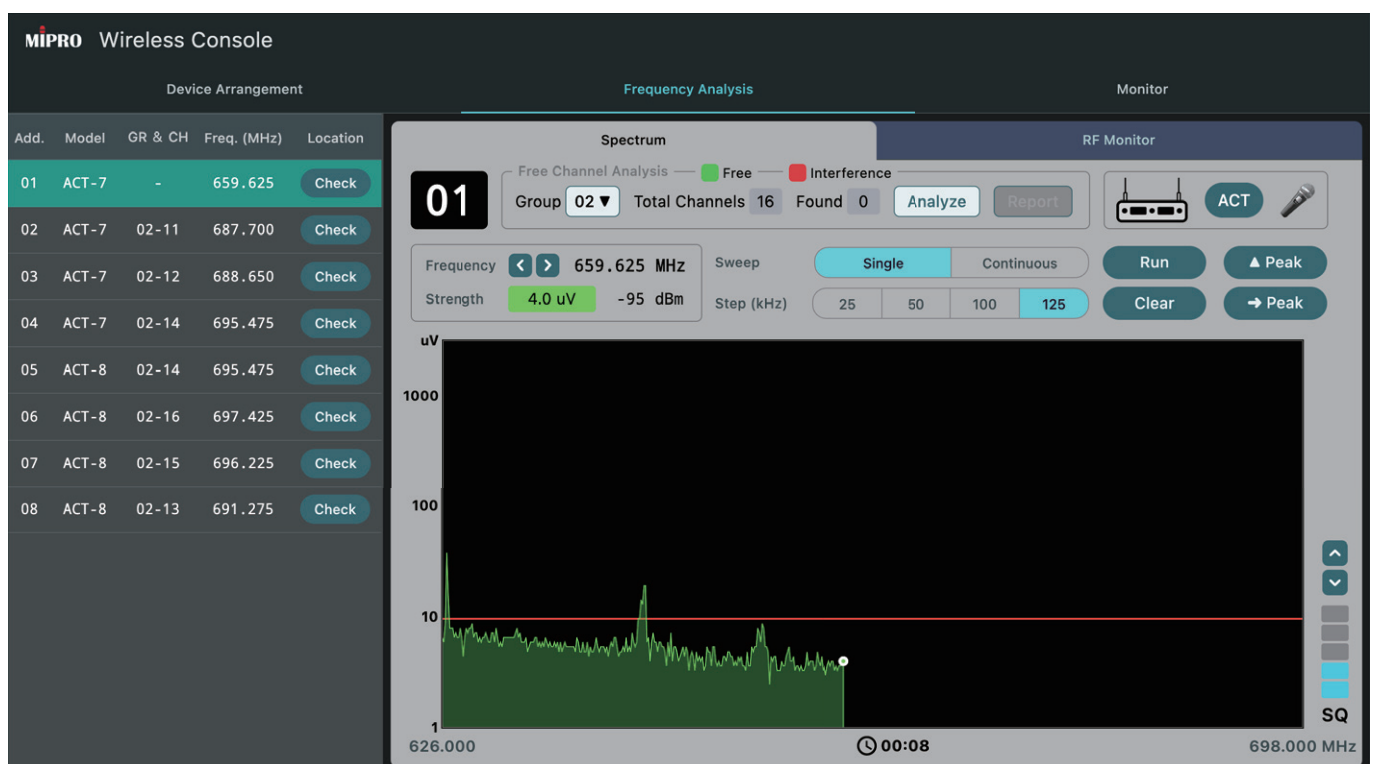 MIPRO Wireless Console
Device Arrangement Frequency Analysis Monitor
Add. Model GR & CH Freq. (MHz) Location
01 ACT-7 - 659.625 Check
02 ACT-7 02-11 687.700 Check
03 ACT-7 02-12 688.650 Check
04 ACT-7 02-14 695.475 Check
05 ACT-8 02-14 695.475 Check
06 ACT-8 02-16 697.425 Check
07 ACT-8 02-15 696.225 Check
08 ACT-8 02-13 691.275 Check
Spectrum RF Monitor
01
Free Channel Analysis Free Interference
Group 02 ▼ Total Channels 16 Found 0 Analyze Report
ACT
Frequency < > 659.625 MHz
Strength 4.0 uV -95 dBm
Sweep Single Continuous
Step (kHz) 25 50 100 125
Run ▲ Peak
Clear ➔ Peak
uV
1000
100
10
1
SQ
626.000 00:08 698.000 MHz